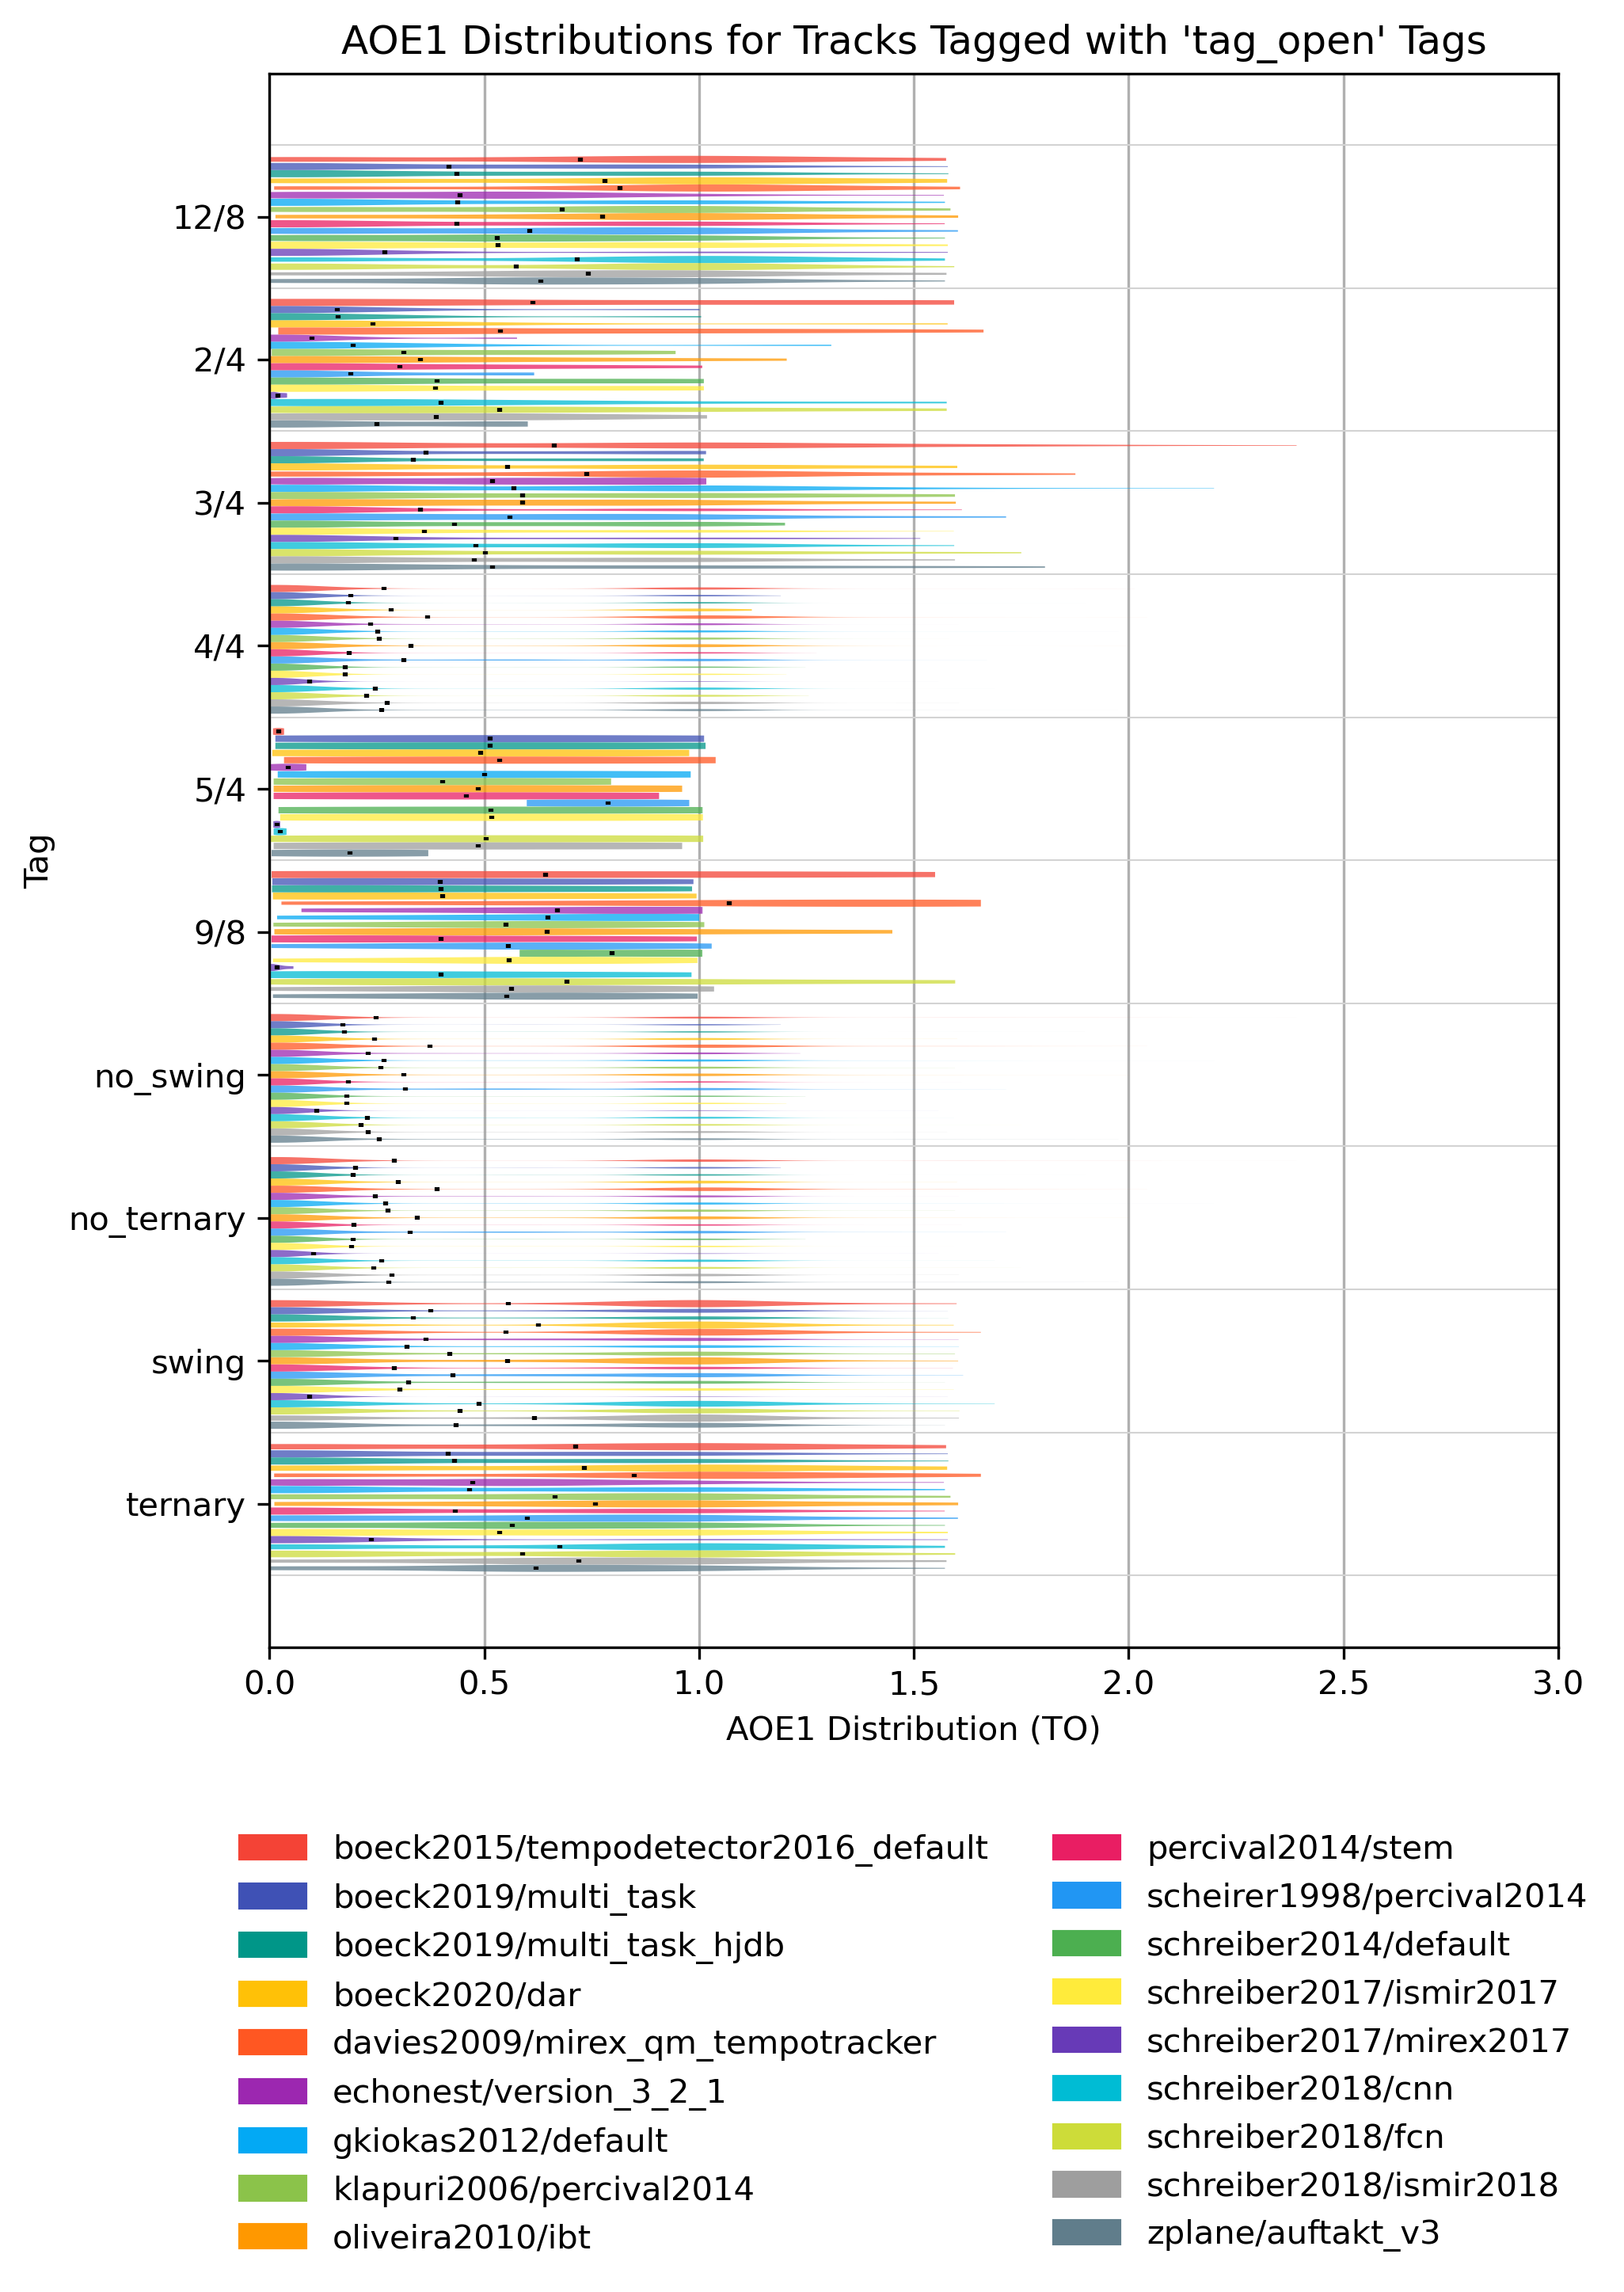 AOE1 Distributions for Tracks Tagged with 'tag_open' Tags
12/8
2/4
3/4
4/4
5/4
9/8
no_swing
no_ternary
swing
ternary
Tag
0.0 0.5 1.0 1.5 2.0 2.5 3.0
AOE1 Distribution (TO)
boeck2015/tempodetector2016_default
boeck2019/multi_task
boeck2019/multi_task_hjdb
boeck2020/dar
davies2009/mirex_qm_tempotracker
echonest/version_3_2_1
gkiokas2012/default
klapuri2006/percival2014
oliveira2010/ibt
percival2014/stem
scheirer1998/percival2014
schreiber2014/default
schreiber2017/ismir2017
schreiber2017/mirex2017
schreiber2018/cnn
schreiber2018/fcn
schreiber2018/ismir2018
zplane/auftakt_v3